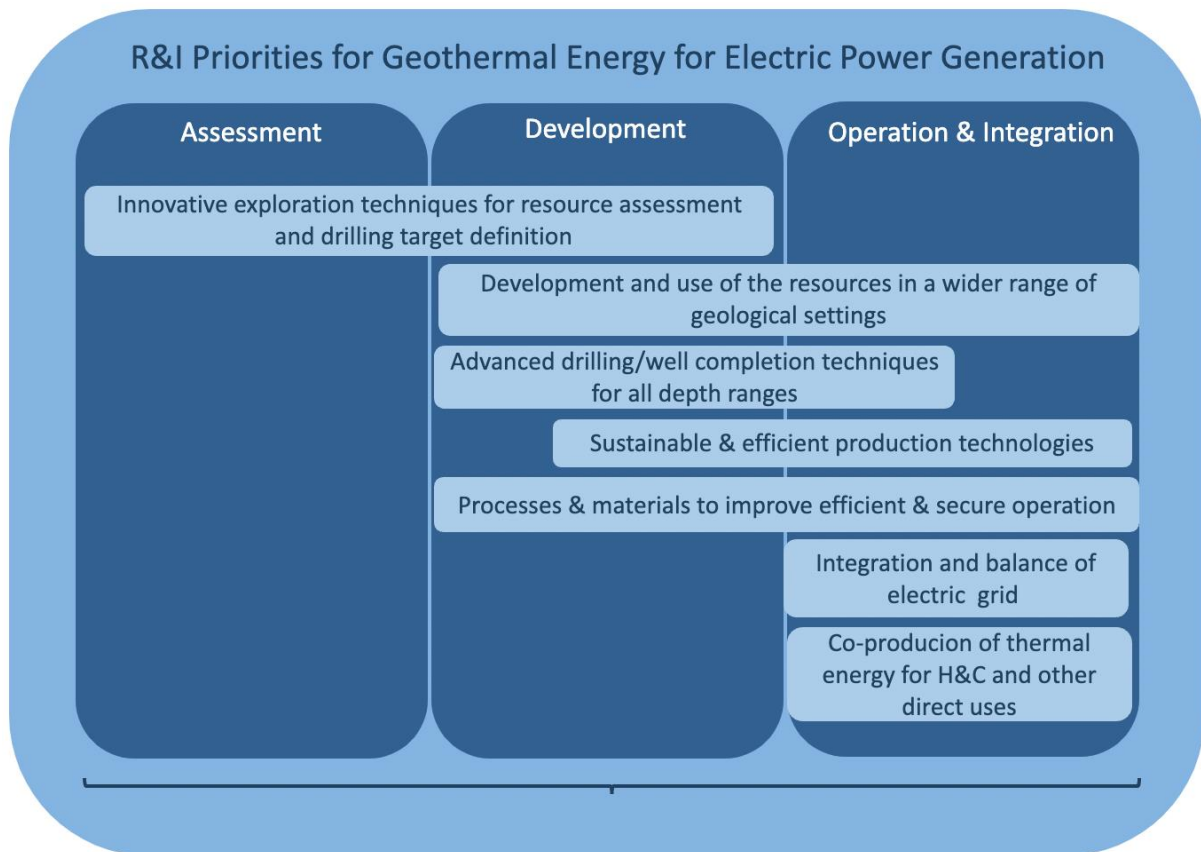 R&I Priorities for Geothermal Energy for Electric Power Generation
Assessment
Development
Operation & Integration
Innovative exploration techniques for resource assessment
and drilling target definition
Development and use of the resources in a wider range of
geological settings
Advanced drilling/well completion techniques
for all depth ranges
Sustainable & efficient production technologies
Processes & materials to improve efficient & secure operation
Integration and balance of
electric grid
Co-producion of thermal
energy for H&C and other
direct uses